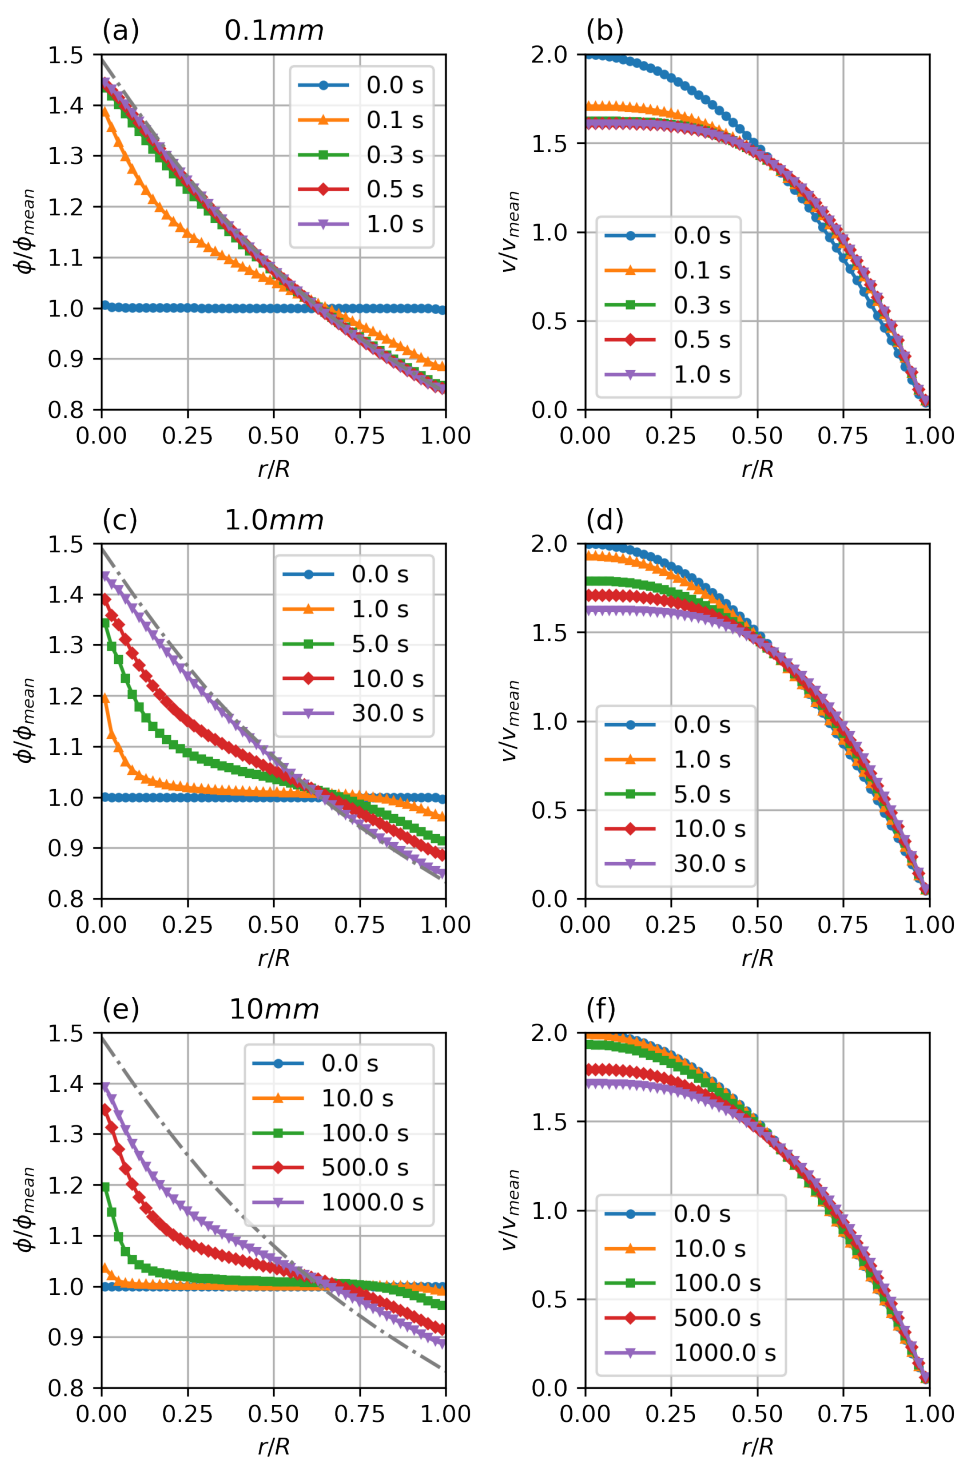 (a) 0.1mm
1.5
1.4
1.3
1.2
1.1
1.0
0.9
0.8
ϕ/ϕmean
0.0 s
0.1 s
0.3 s
0.5 s
1.0 s
0.00 0.25 0.50 0.75 1.00
r/R
(b)
2.0
1.5
1.0
0.5
0.0
v/vmean
0.0 s
0.1 s
0.3 s
0.5 s
1.0 s
0.00 0.25 0.50 0.75 1.00
r/R
(c) 1.0mm
1.5
1.4
1.3
1.2
1.1
1.0
0.9
0.8
ϕ/ϕmean
0.0 s
1.0 s
5.0 s
10.0 s
30.0 s
0.00 0.25 0.50 0.75 1.00
r/R
(d)
2.0
1.5
1.0
0.5
0.0
v/vmean
0.0 s
1.0 s
5.0 s
10.0 s
30.0 s
0.00 0.25 0.50 0.75 1.00
r/R
(e) 10mm
1.5
1.4
1.3
1.2
1.1
1.0
0.9
0.8
ϕ/ϕmean
0.0 s
10.0 s
100.0 s
500.0 s
1000.0 s
0.00 0.25 0.50 0.75 1.00
r/R
(f)
2.0
1.5
1.0
0.5
0.0
v/vmean
0.0 s
10.0 s
100.0 s
500.0 s
1000.0 s
0.00 0.25 0.50 0.75 1.00
r/R